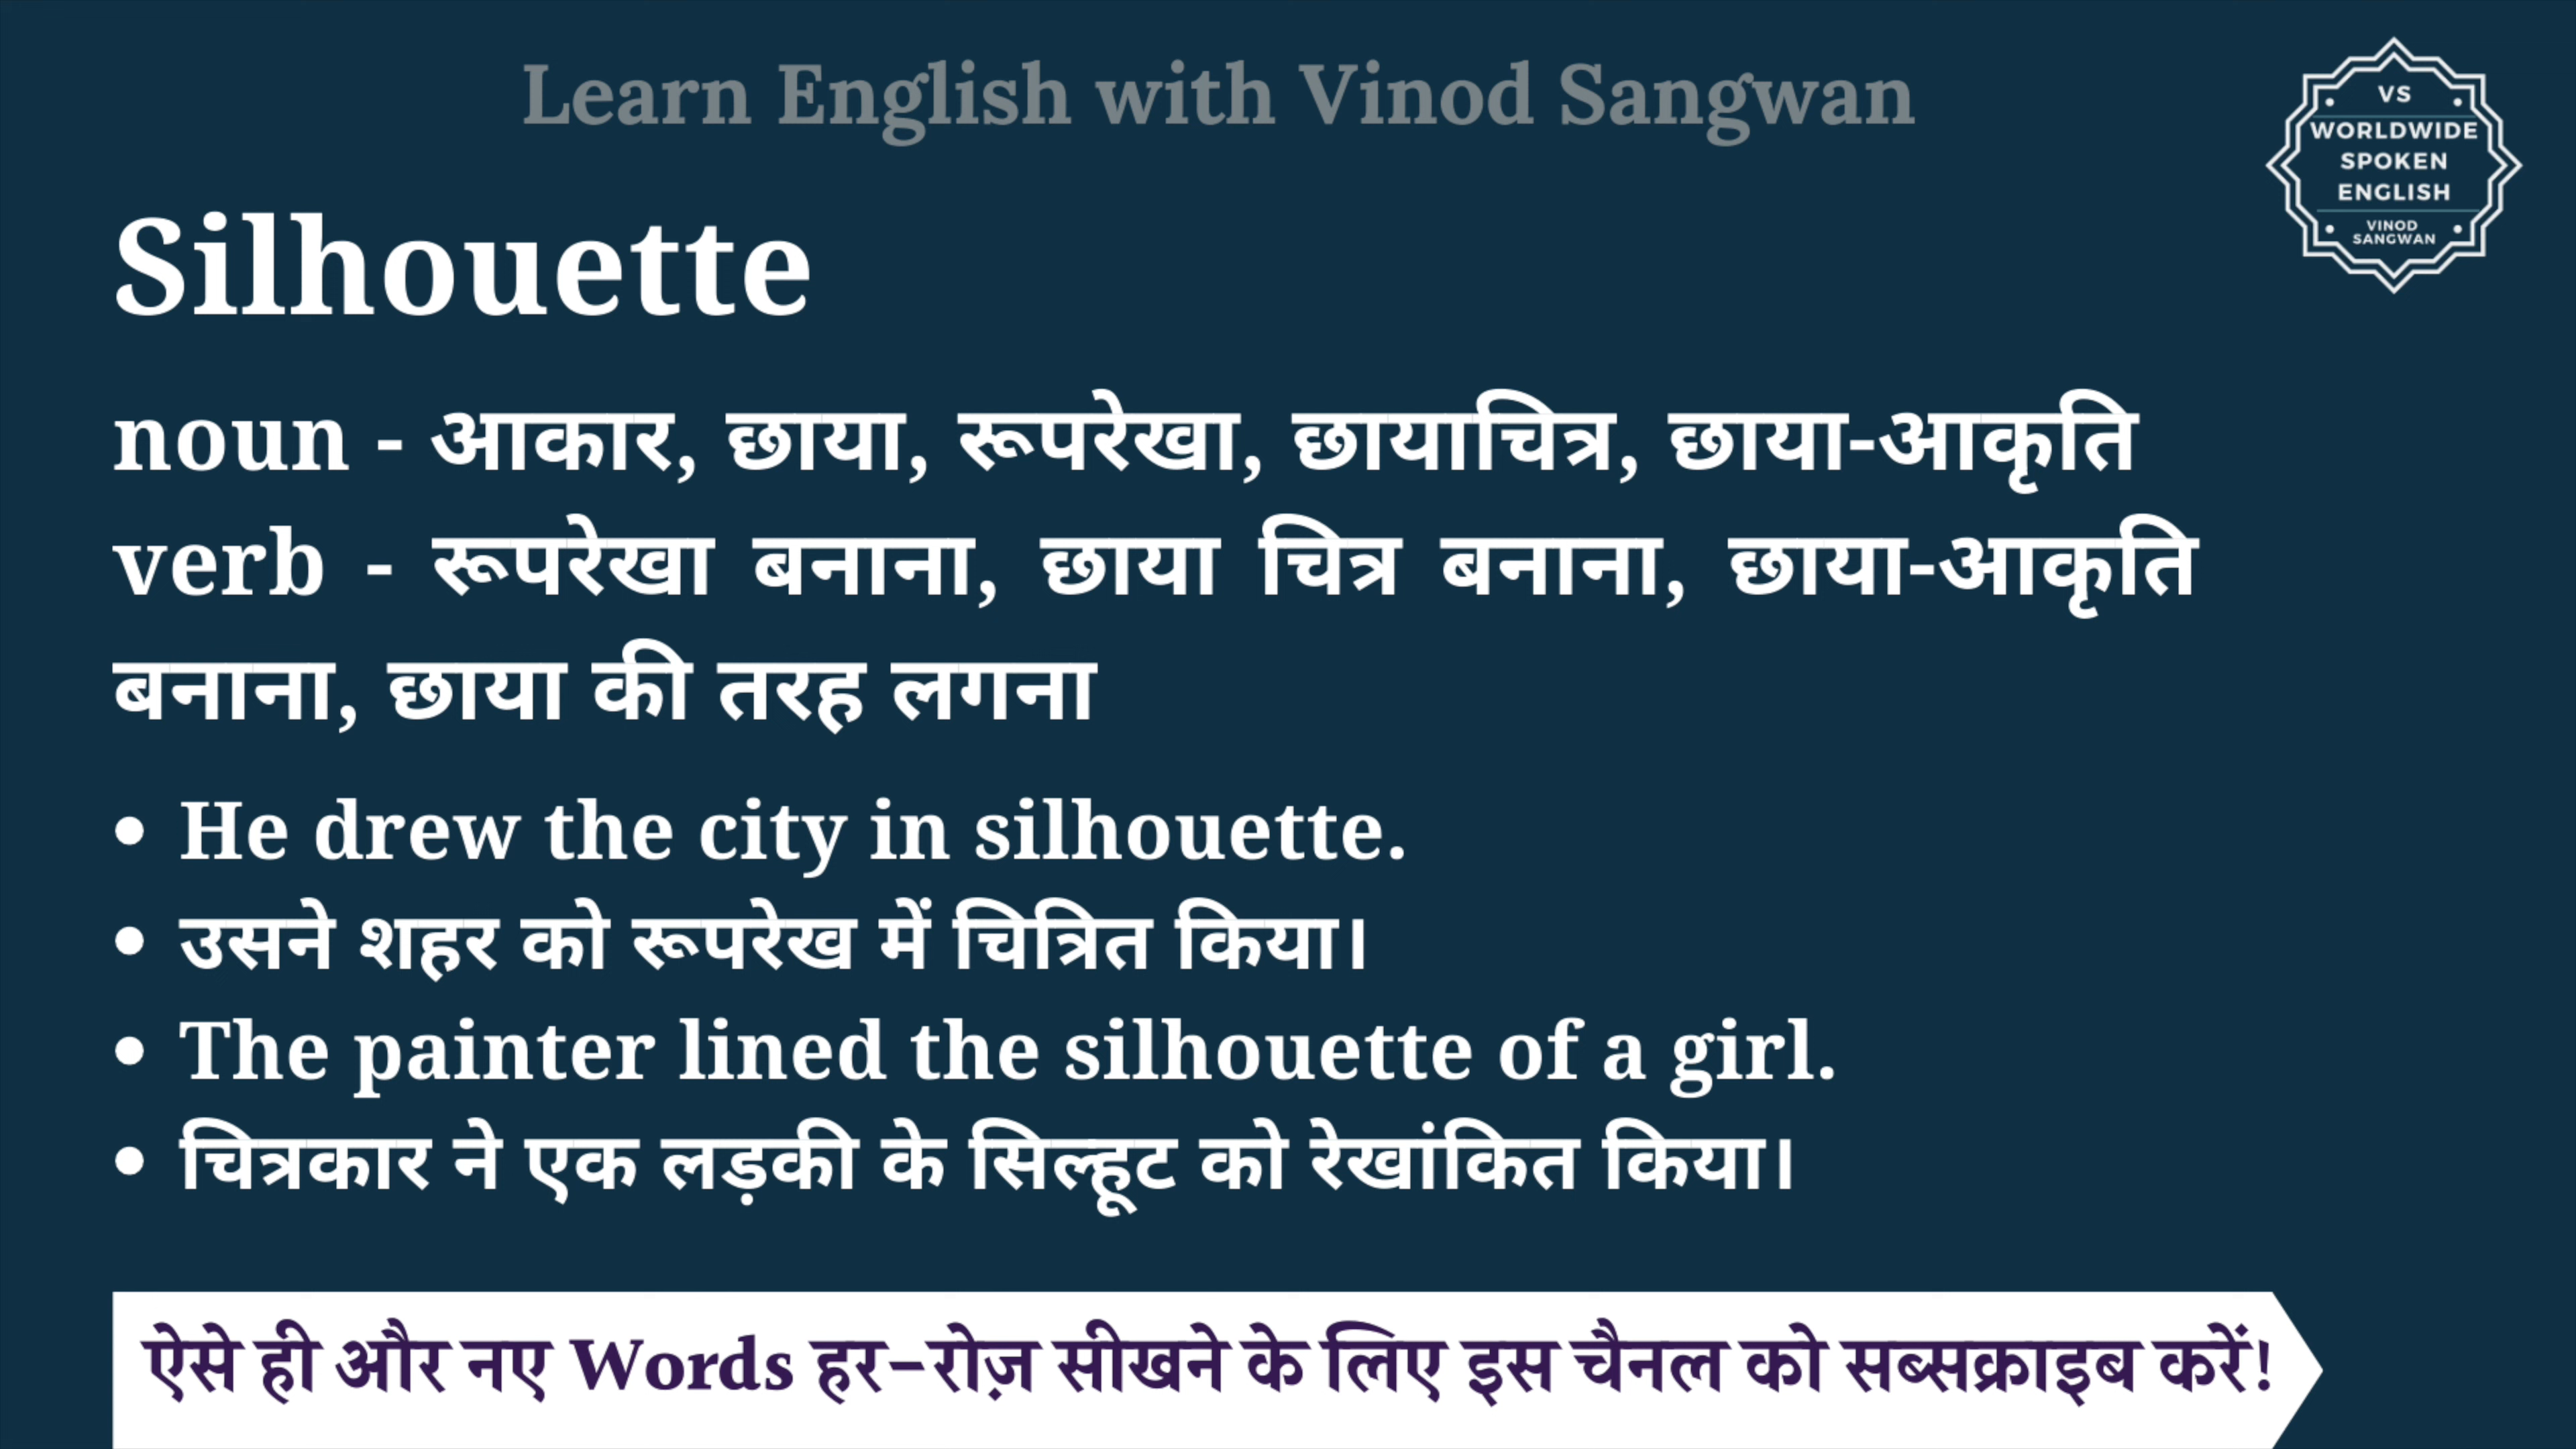 Learn English with Vinod Sangwan
VS
WORLDWIDE
SPOKEN
ENGLISH
VINOD
SANGWAN
Silhouette
noun - आकार, छाया, रूपरेखा, छायाचित्र, छाया-आकृति
verb - रूपरेखा बनाना, छाया चित्र बनाना, छाया-आकृति
बनाना, छाया की तरह लगना
• He drew the city in silhouette.
• उसने शहर को रूपरेख में चित्रित किया।
• The painter lined the silhouette of a girl.
• चित्रकार ने एक लड़की के सिल्हूट को रेखांकित किया।
ऐसे ही और नए Words हर-रोज़ सीखने के लिए इस चैनल को सब्सक्राइब करें!